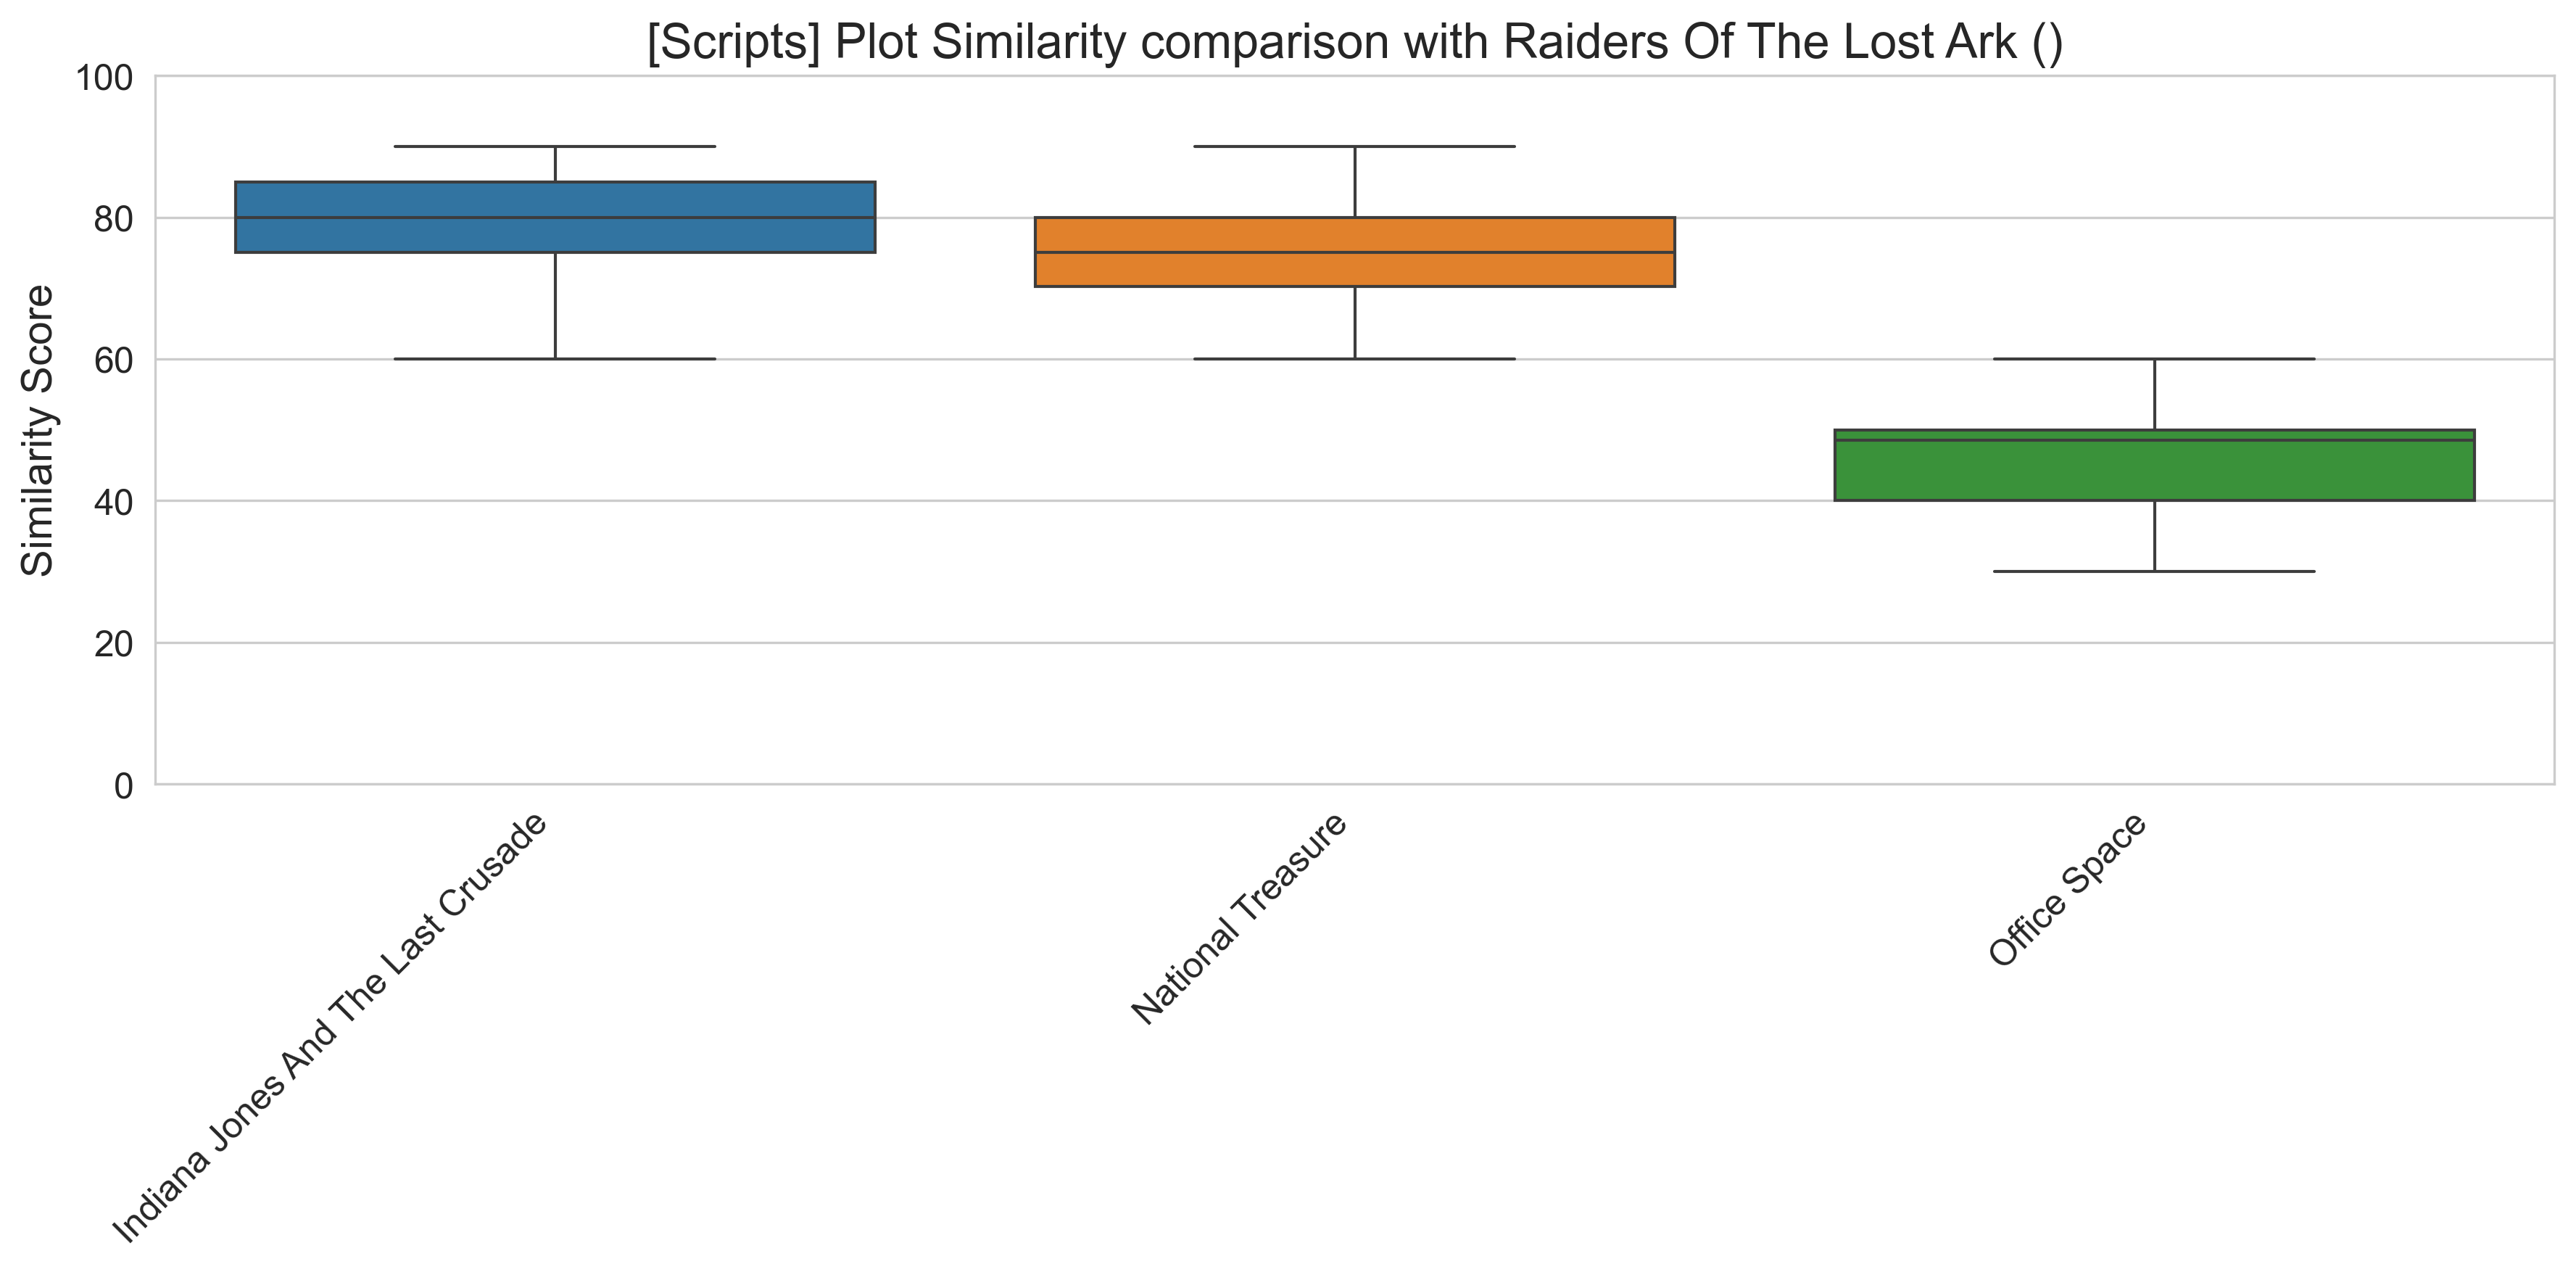 [Scripts] Plot Similarity comparison with Raiders Of The Lost Ark ()
100
80
60
40
20
0
Similarity Score
Indiana Jones And The Last Crusade
National Treasure
Office Space